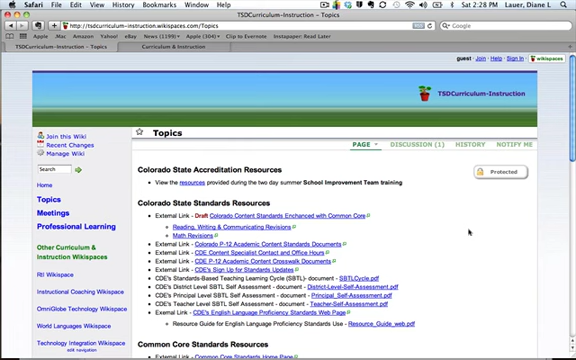 Safari File Edit View History Bookmarks Window Help Sat 2:28 PM Lauer, Diane L
TSDCurriculum-Instruction - Topics
http://tsdcurriculum-instruction.wikispaces.com/Topics
Google
Apple Mac Amazon Yahoo! eBay News (1199) Apple (304) Clip to Evernote Instapaper: Read Later
TSDCurriculum-Instruction - Topics Curriculum & Instruction
guest · Join · Help · Sign In · wikispaces
TSDCurriculum-Instruction
Join this Wiki
Recent Changes
Manage Wiki
Search
Home
Topics
Meetings
Professional Learning
Other Curriculum &
Instruction Wikispaces
RtI Wikispace
Instructional Coaching Wikispace
OmniGlobe Technology Wikispace
World Languages Wikispace
Technology Integration Wikispace
edit navigation
Topics
PAGE DISCUSSION (1) HISTORY NOTIFY ME
Protected
Colorado State Accreditation Resources
View the resources provided during the two day summer School Improvement Team training
Colorado State Standards Resources
External Link - Draft Colorado Content Standards Enchanced with Common Core
Reading, Writing & Communicating Revisions
Math Revisions
External Link - Colorado P-12 Academic Content Standards Documents
External Link - CDE Content Specialist Contact and Office Hours
External Link - CDE P-12 Academic Content Crosswalk Documents
External Link - CDE's Sign Up for Standards Updates
CDE's Standards-Based Teaching Learning Cycle (SBTL)- document - SBTLCycle.pdf
CDE's District Level SBTL Self Assessment - document - District-Level-Self-Assessment.pdf
CDE's Principal Level SBTL Self Assessment - document - Principal_Self-Assessment.pdf
CDE's Teacher Level SBTL Self Assessment - document - Teacher-Self-Assessment.pdf
Exernal Link - CDE's English Language Proficiency Standards Web Page
Resource Guide for English Language Proficiency Standards Use - Resource_Guide_web.pdf
Common Core Standards Resources
External Link - Common Core Standards Home Page